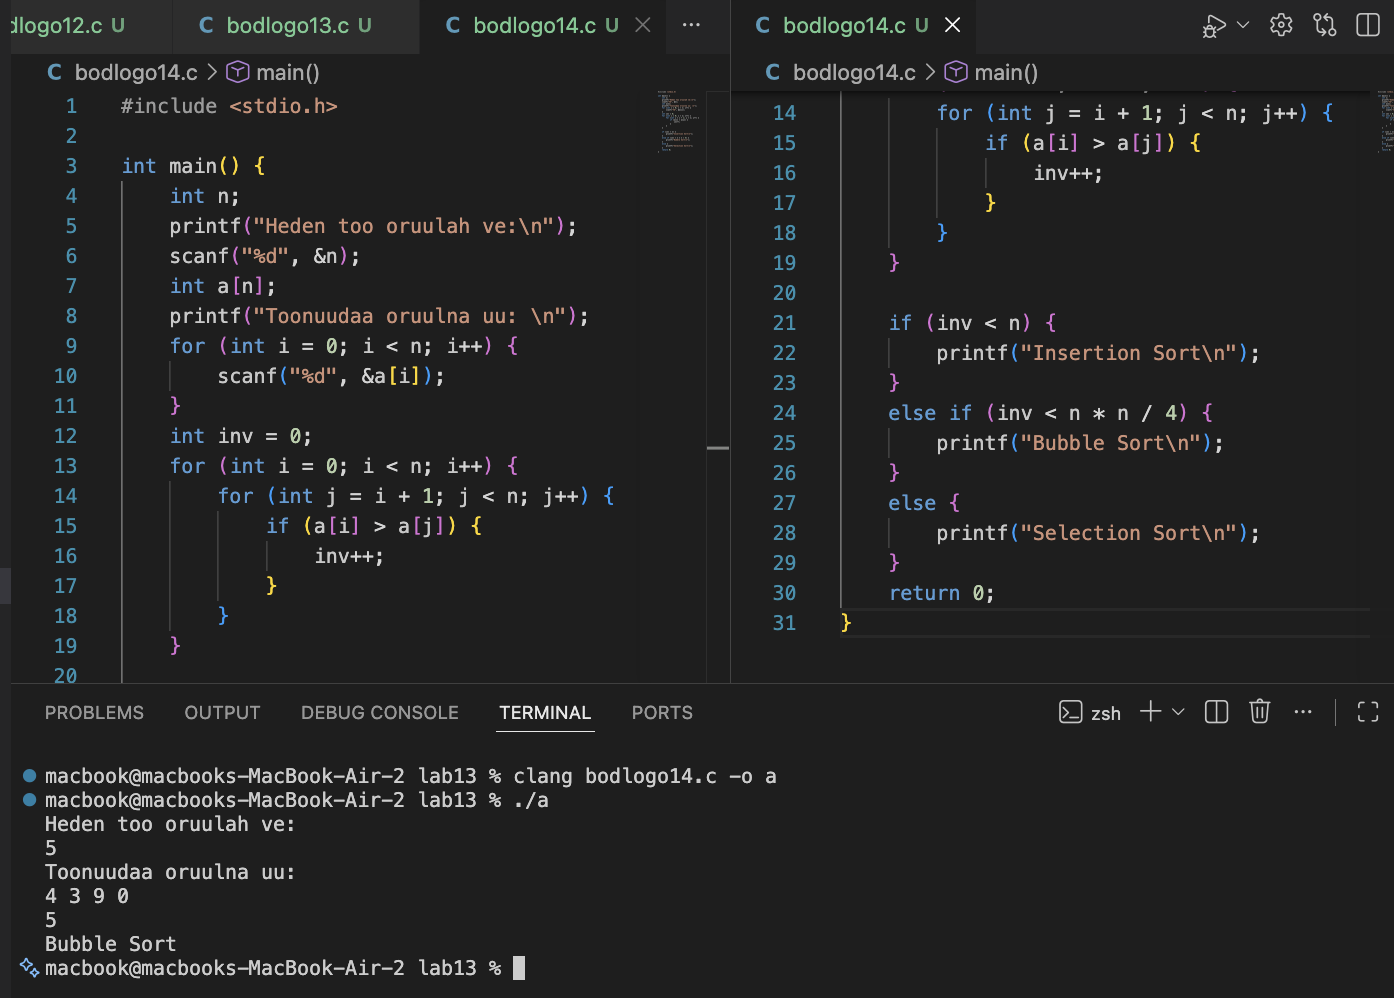 dlogo12.c U
C bodlogo13.c U
C bodlogo14.c U
C bodlogo14.c U
C bodlogo14.c > main()
1 #include <stdio.h>
2
3 int main() {
4 int n;
5 printf("Heden too oruulah ve:\n");
6 scanf("%d", &n);
7 int a[n];
8 printf("Toonuudaa oruulna uu: \n");
9 for (int i = 0; i < n; i++) {
10 scanf("%d", &a[i]);
11 }
12 int inv = 0;
13 for (int i = 0; i < n; i++) {
14 for (int j = i + 1; j < n; j++) {
15 if (a[i] > a[j]) {
16 inv++;
17 }
18 }
19 }
20
C bodlogo14.c > main()
14 for (int j = i + 1; j < n; j++) {
15 if (a[i] > a[j]) {
16 inv++;
17 }
18 }
19 }
20
21 if (inv < n) {
22 printf("Insertion Sort\n");
23 }
24 else if (inv < n * n / 4) {
25 printf("Bubble Sort\n");
26 }
27 else {
28 printf("Selection Sort\n");
29 }
30 return 0;
31 }
PROBLEMS OUTPUT DEBUG CONSOLE TERMINAL PORTS
zsh
macbook@macbooks-MacBook-Air-2 lab13 % clang bodlogo14.c -o a
macbook@macbooks-MacBook-Air-2 lab13 % ./a
Heden too oruulah ve:
5
Toonuudaa oruulna uu:
4 3 9 0
5
Bubble Sort
macbook@macbooks-MacBook-Air-2 lab13 %